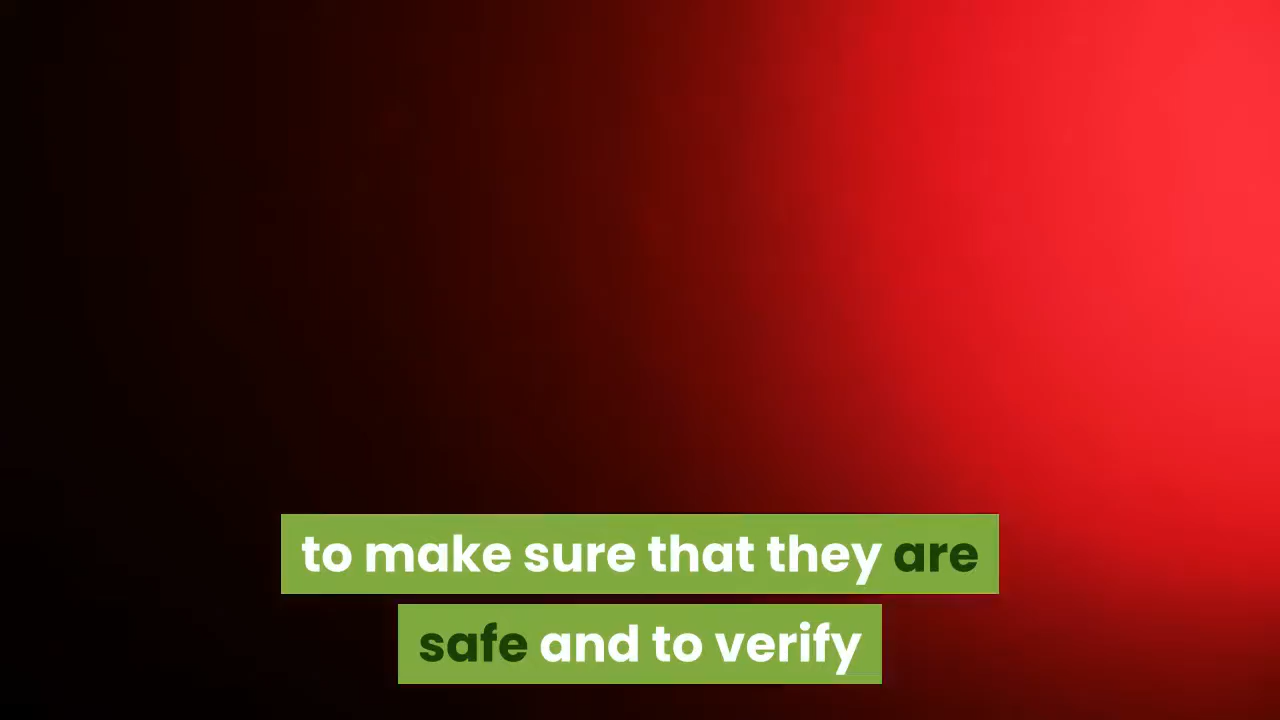 to make sure that they are
safe and to verify